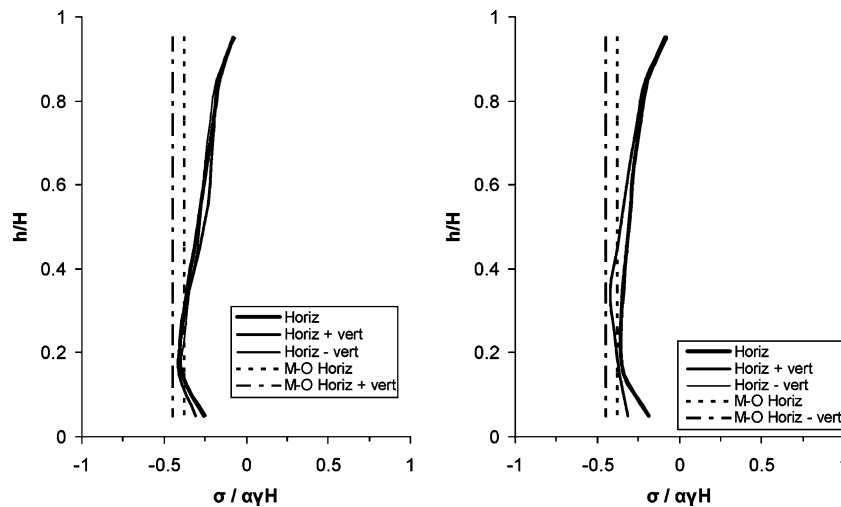 1
0.8
0.6
0.4
0.2
0
h/H
-1
-0.5
0
0.5
1
σ / αγH
Horiz
Horiz + vert
Horiz - vert
M-O Horiz
M-O Horiz + vert
1
0.8
0.6
0.4
0.2
0
h/H
-1
-0.5
0
0.5
1
σ / αγH
Horiz
Horiz + vert
Horiz - vert
M-O Horiz
M-O Horiz - vert